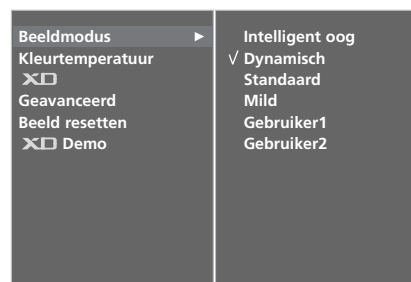 Beeldmodus ►
Kleurtemperatuur
XD
Geavanceerd
Beeld resetten
XD Demo
Intelligent oog
√ Dynamisch
Standaard
Mild
Gebruiker1
Gebruiker2